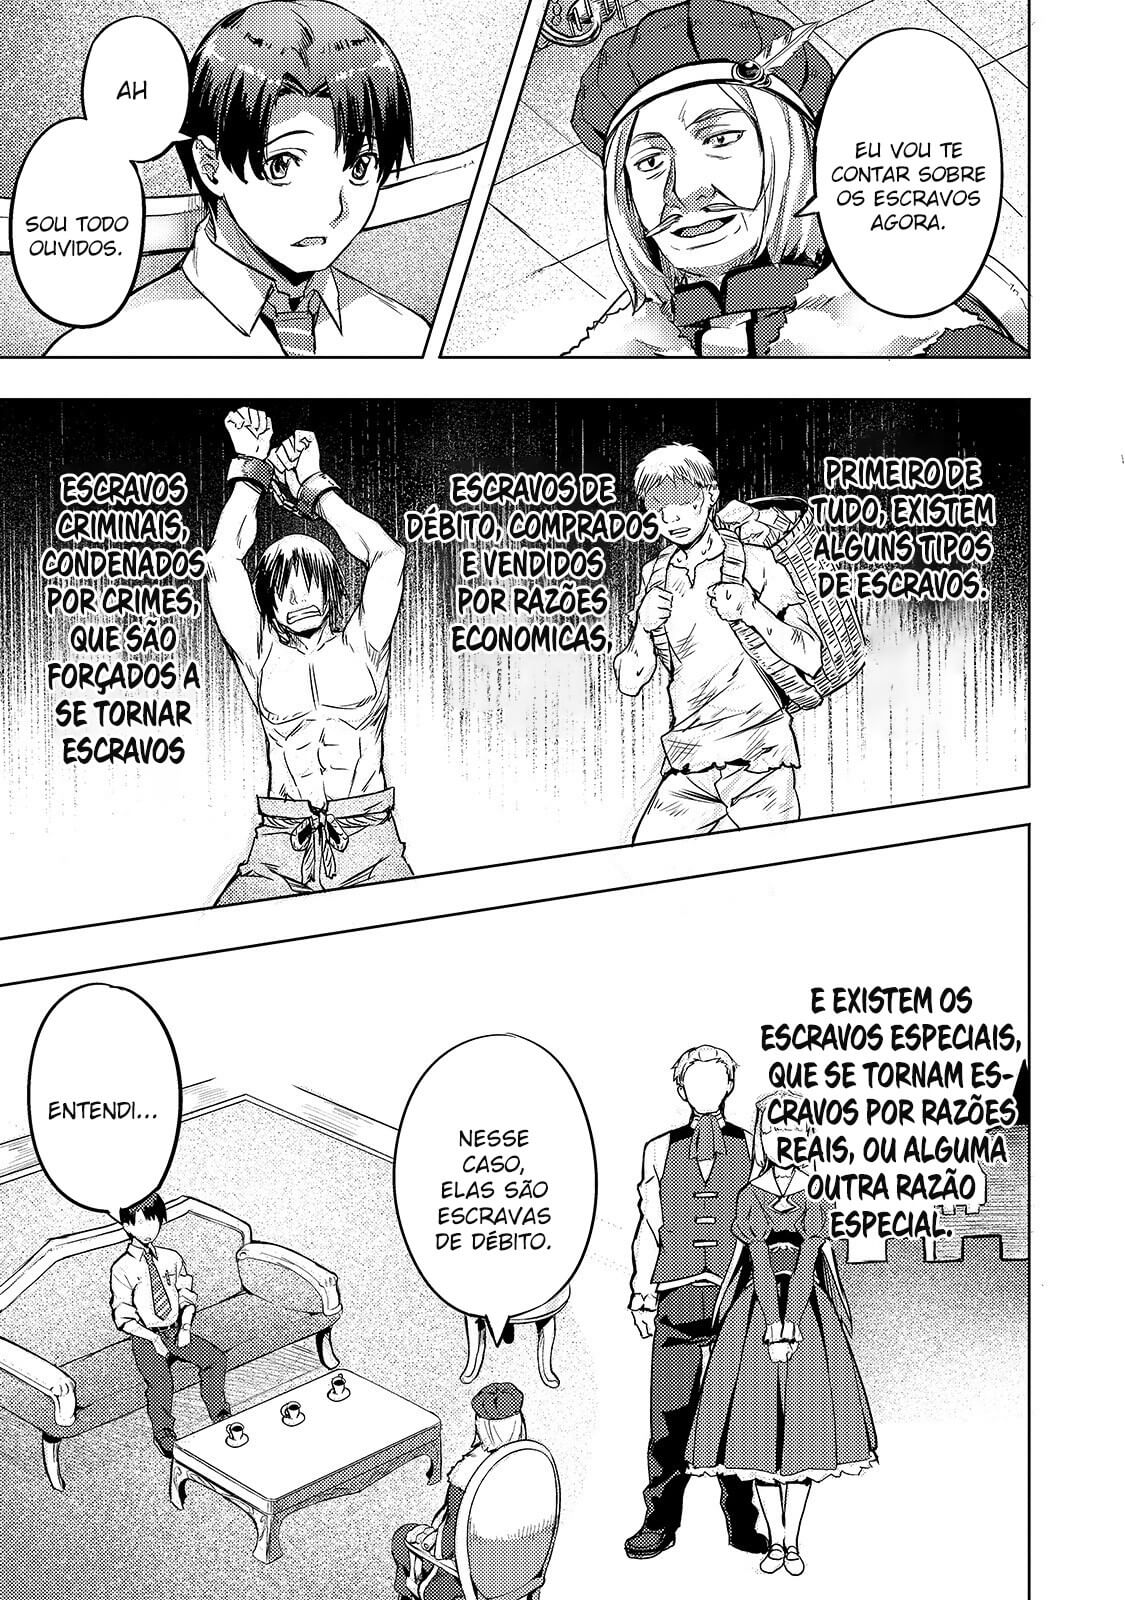 EU VOU TE
CONTAR SOBRE
OS ESCRAVOS
AGORA.
AH
SOU TODO
OUVIDOS.
PRIMEIRO DE
TUDO, EXISTEM
ALGUNS TIPOS
DE ESCRAVOS.
ESCRAVOS DE
DÉBITO, COMPRADOS
E VENDIDOS
POR RAZÕES
ECONOMICAS,
ESCRAVOS
CRIMINAIS,
CONDENADOS
POR CRIMES,
QUE SÃO
FORÇADOS A
SE TORNAR
ESCRAVOS
E EXISTEM OS
ESCRAVOS ESPECIAIS,
QUE SE TORNAM ES-
CRAVOS POR RAZÕES
REAIS, OU ALGUMA
OUTRA RAZÃO
ESPECIAL.
NESSE
CASO,
ELAS SÃO
ESCRAVAS
DE DÉBITO.
ENTENDI...